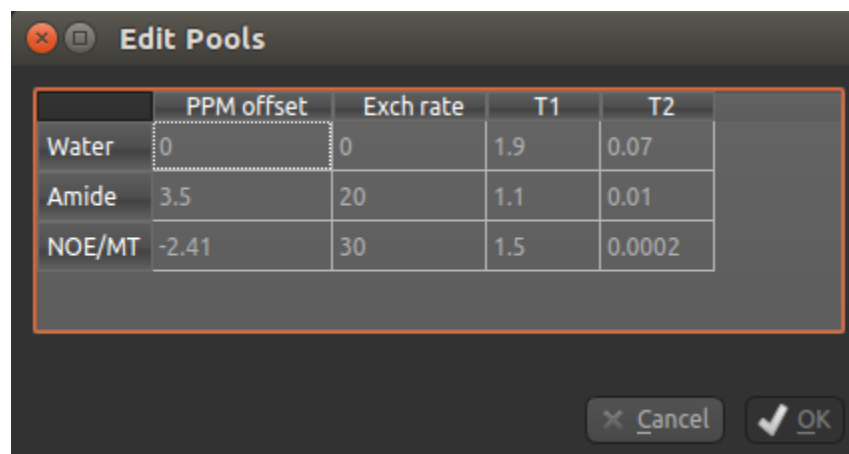 Edit Pools
PPM offset Exch rate T1 T2
Water 0 0 1.9 0.07
Amide 3.5 20 1.1 0.01
NOE/MT -2.41 30 1.5 0.0002
Cancel OK